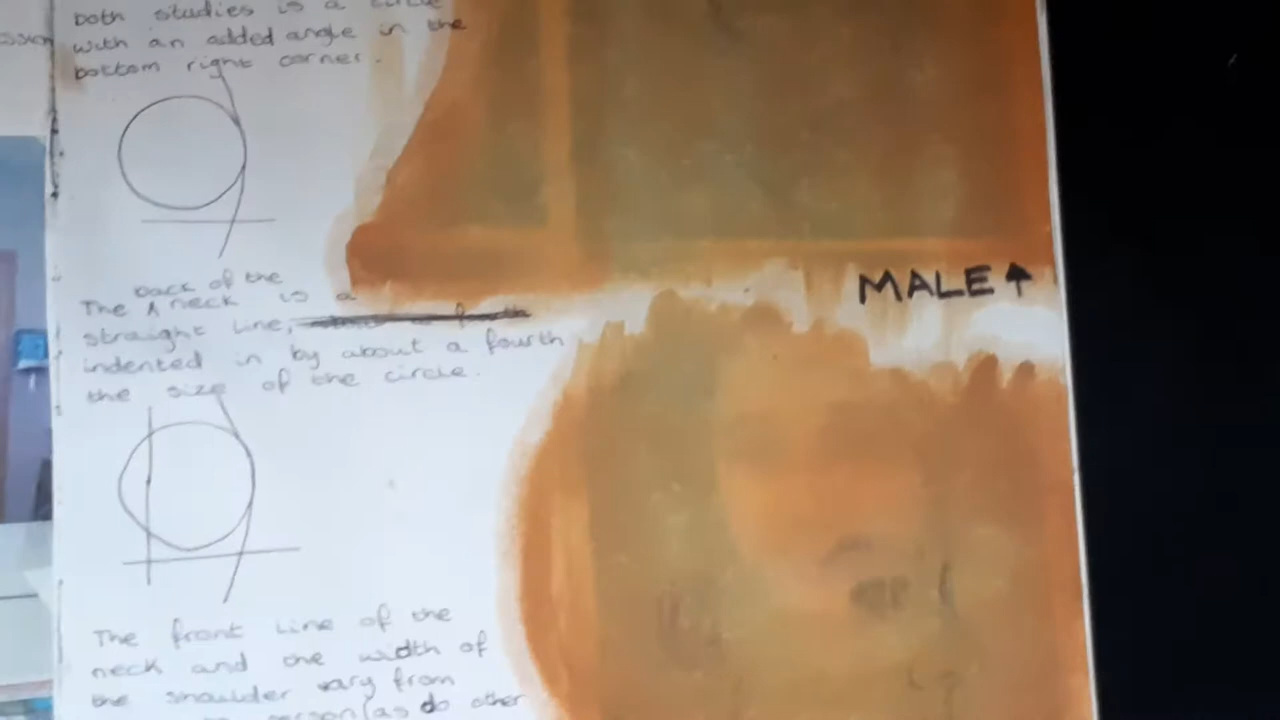 both studies is a circle
with an added angle in the
bottom right corner.
back of the
The ^ neck is a
straight line,
indented in by about a fourth
the size of the circle.
MALE ↑
The front line of the
neck and the width of
the shoulder vary from
person (as do other